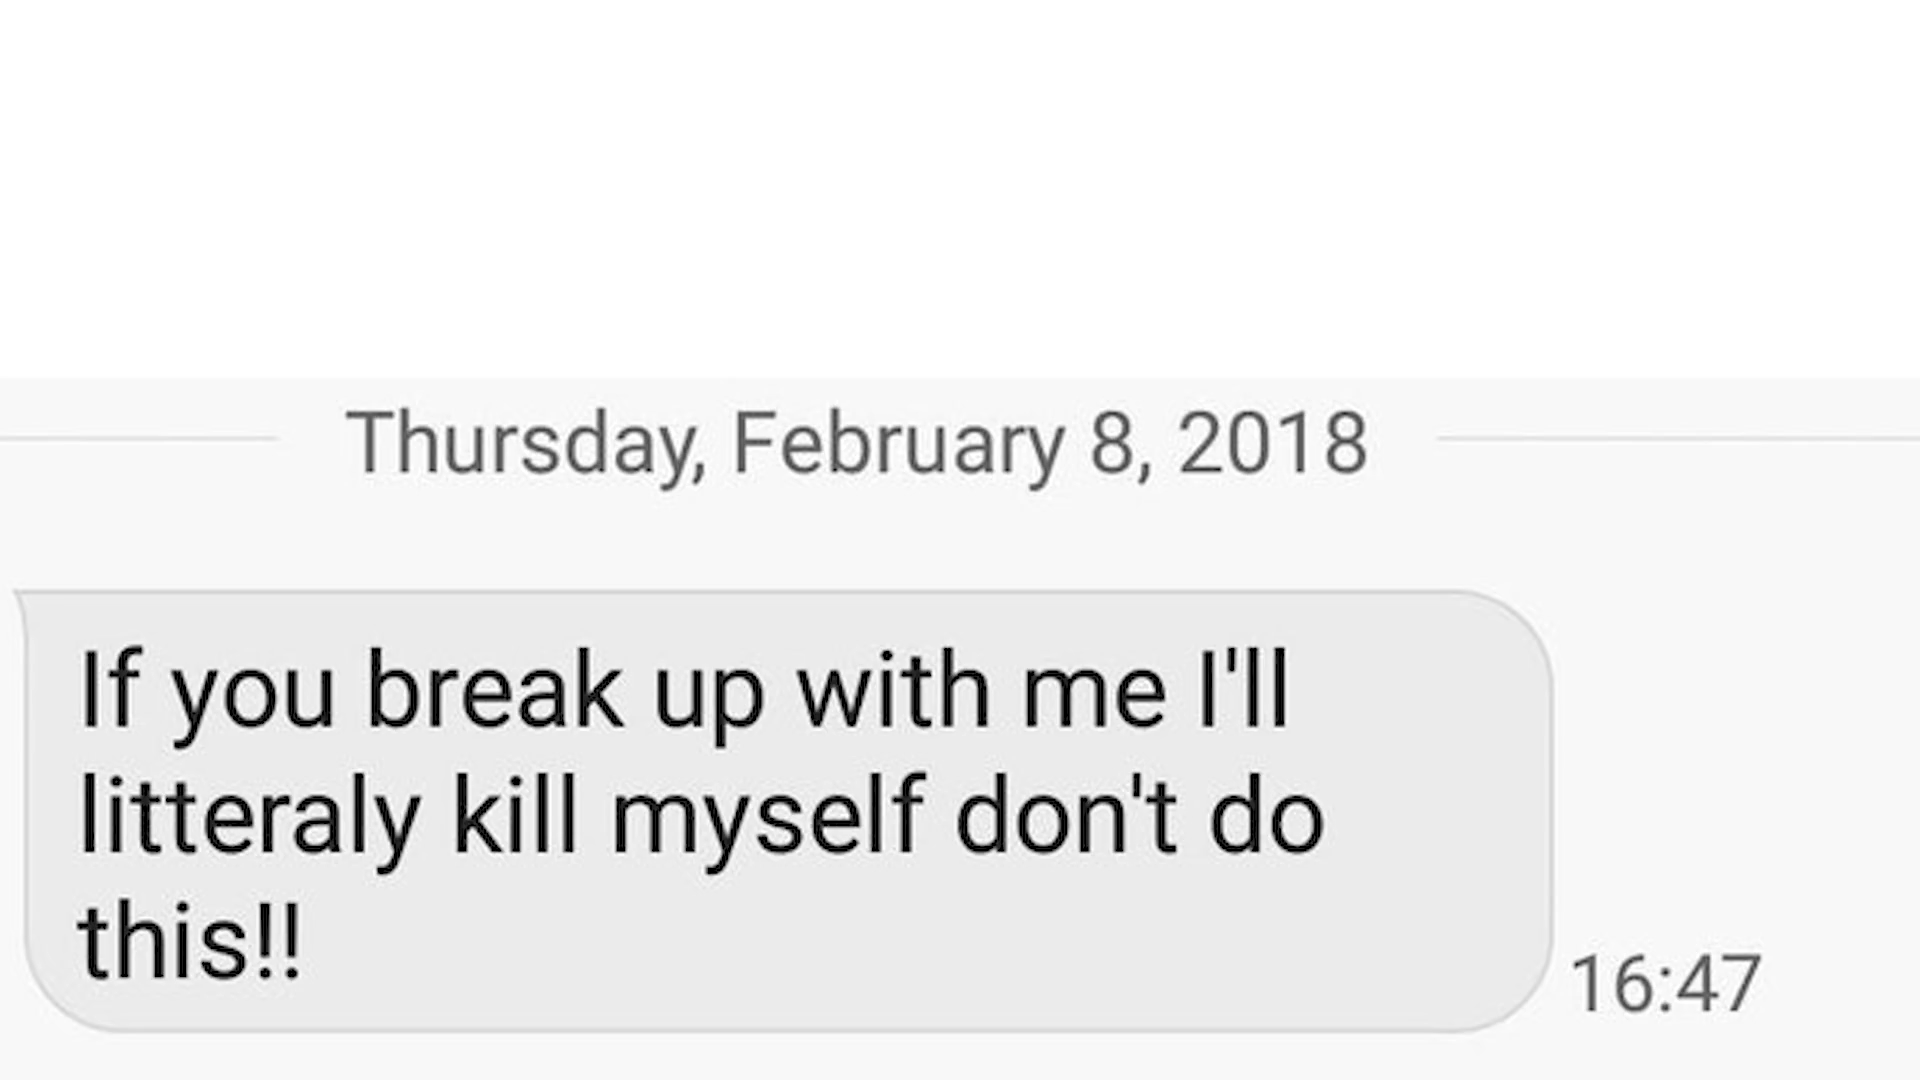 Thursday, February 8, 2018
If you break up with me I'll
litteraly kill myself don't do
this!!
16:47